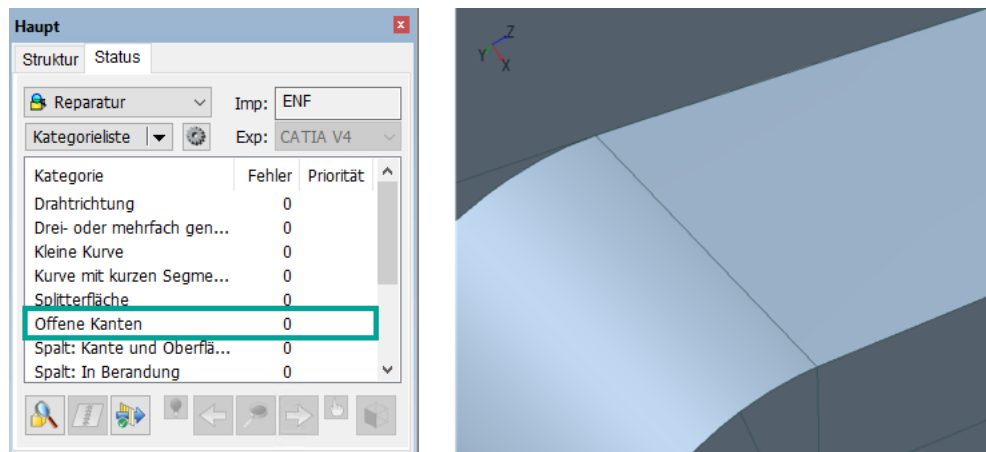 Haupt
Struktur Status
Reparatur Imp: ENF
Kategorieliste Exp: CATIA V4
Kategorie Fehler Priorität
Drahtrichtung 0
Drei- oder mehrfach gen... 0
Kleine Kurve 0
Kurve mit kurzen Segme... 0
Splitterfläche 0
Offene Kanten 0
Spalt: Kante und Oberflä... 0
Spalt: In Berandung 0
Z
Y
X